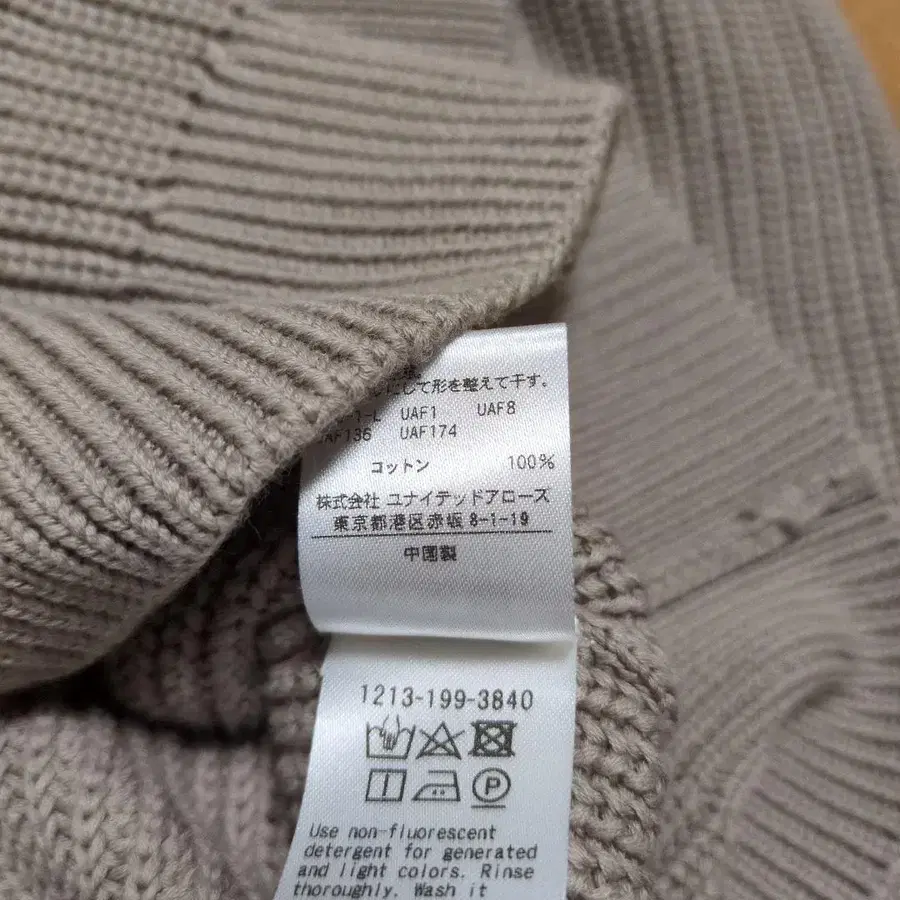 にして形を整えて干す。
UAF1 UAF8
UAF136 UAF174
コットン 100%
株式会社 ユナイテッドアローズ
東京都港区赤坂 8-1-19
中国製
1213-199-3840
P
Use non-fluorescent
detergent for generated
and light colors. Rinse
thoroughly. Wash it